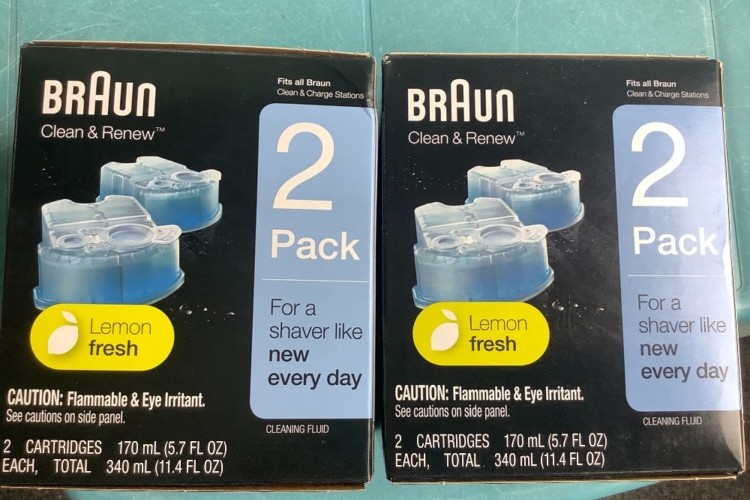 BRAUN
Clean & Renew™
Fits all Braun
Clean & Charge Stations
2
Pack
For a
shaver like
new
every day
Lemon
fresh
CAUTION: Flammable & Eye Irritant.
See cautions on side panel.
CLEANING FLUID
2 CARTRIDGES 170 mL (5.7 FL OZ)
EACH, TOTAL 340 mL (11.4 FL OZ)
BRAUN
Clean & Renew™
Fits all Braun
Clean & Charge Stations
2
Pack
For a
shaver like
new
every day
Lemon
fresh
CAUTION: Flammable & Eye Irritant.
See cautions on side panel.
CLEANING FLUID
2 CARTRIDGES 170 mL (5.7 FL OZ)
EACH, TOTAL 340 mL (11.4 FL OZ)